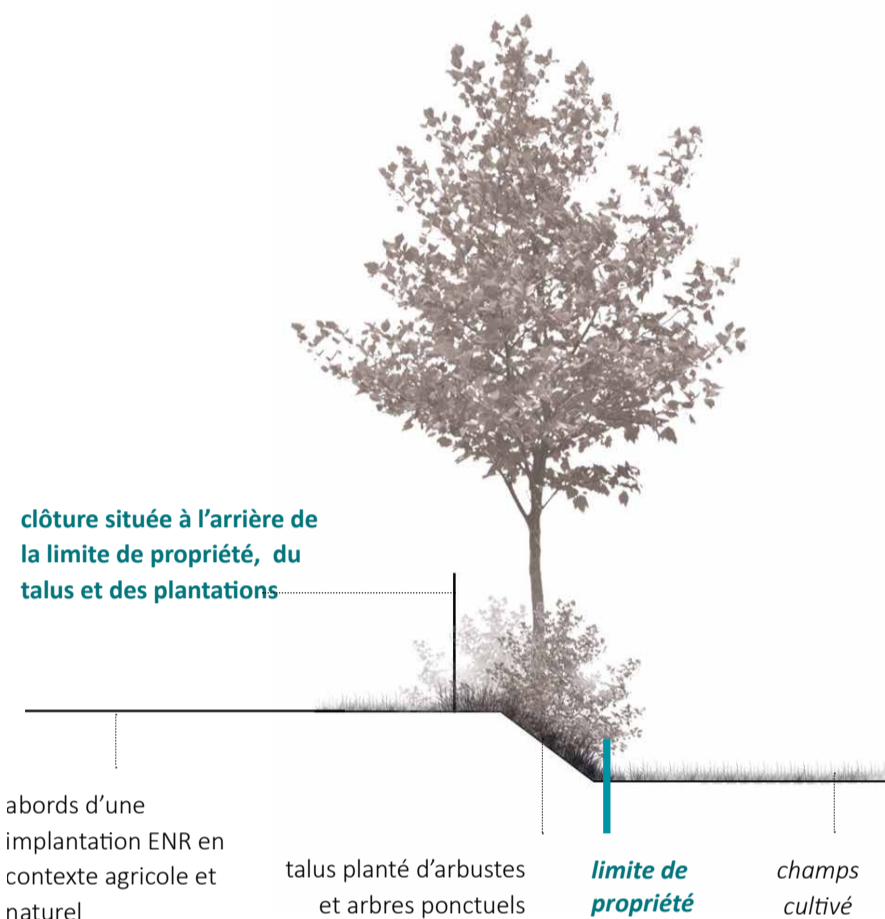 clôture située à l’arrière de
la limite de propriété, du
talus et des plantations
abords d’une
implantation ENR en
contexte agricole et
naturel
talus planté d’arbustes
et arbres ponctuels
limite de
propriété
champs
cultivé